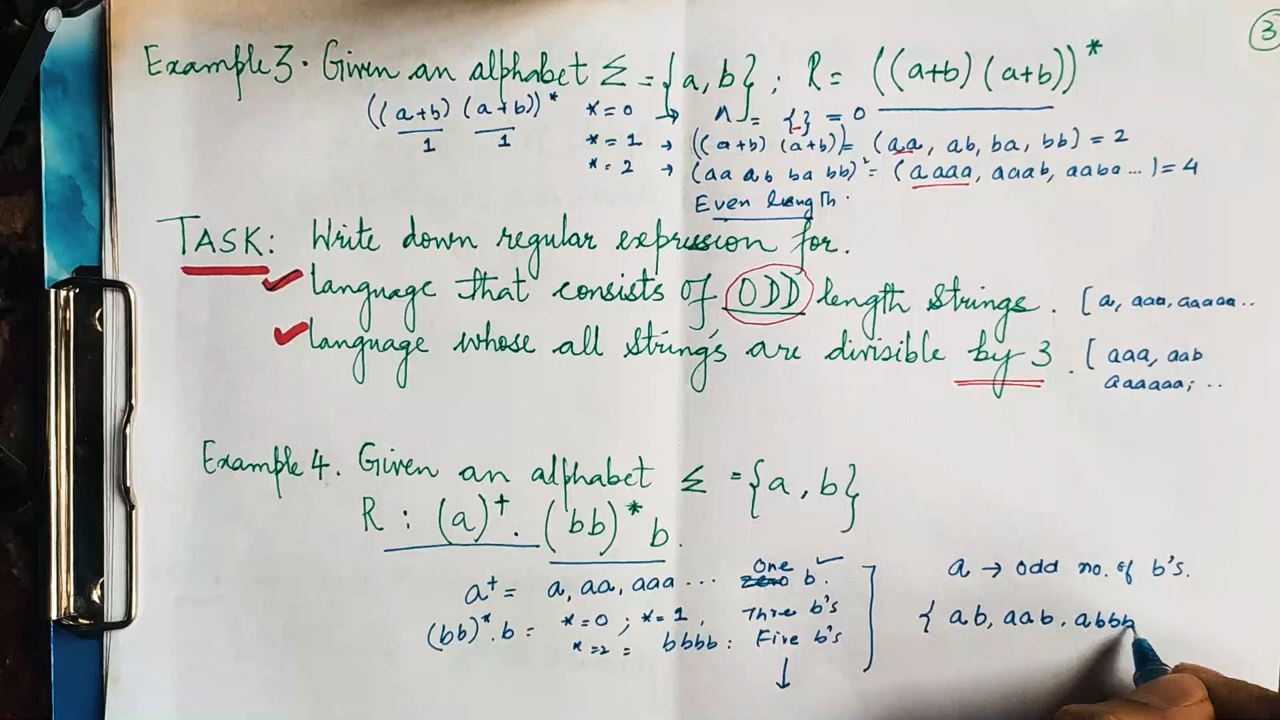 3
Example 3. Given an alphabet Σ = {a, b} ; R = ((a+b) (a+b))*
((a+b) (a+b))* * = 0 → = { } = 0
1 1 * = 1 → ((a+b) (a+b)) = (aa, ab, ba, bb) = 2
* = 2 → (aa ab ba bb)² = (aaaa, aaab, aaba ... ) = 4
Even length.
TASK: Write down regular expression for.
✓ language that consists of ODD length strings. [a, aaa, aaaaa ..
✓ language whose all strings are divisible by 3. [aaa, aab
aaaaaa; ..
Example 4. Given an alphabet Σ = {a, b}
R : (a)⁺. (bb)* b.
a⁺ = a, aa, aaa ... One b. ✓ a → odd no. of b's.
(bb)*.b = * = 0 ; * = 1, Three b's { ab, aab, abbb
* = 2 = bbbb : Five b's
↓